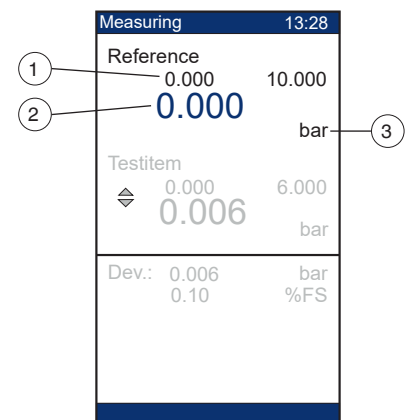 Measuring 13:28
Reference
1 0.000 10.000
2 0.000
bar 3
Testitem
0.000 6.000
0.006
bar
Dev.: 0.006 bar
0.10 %FS